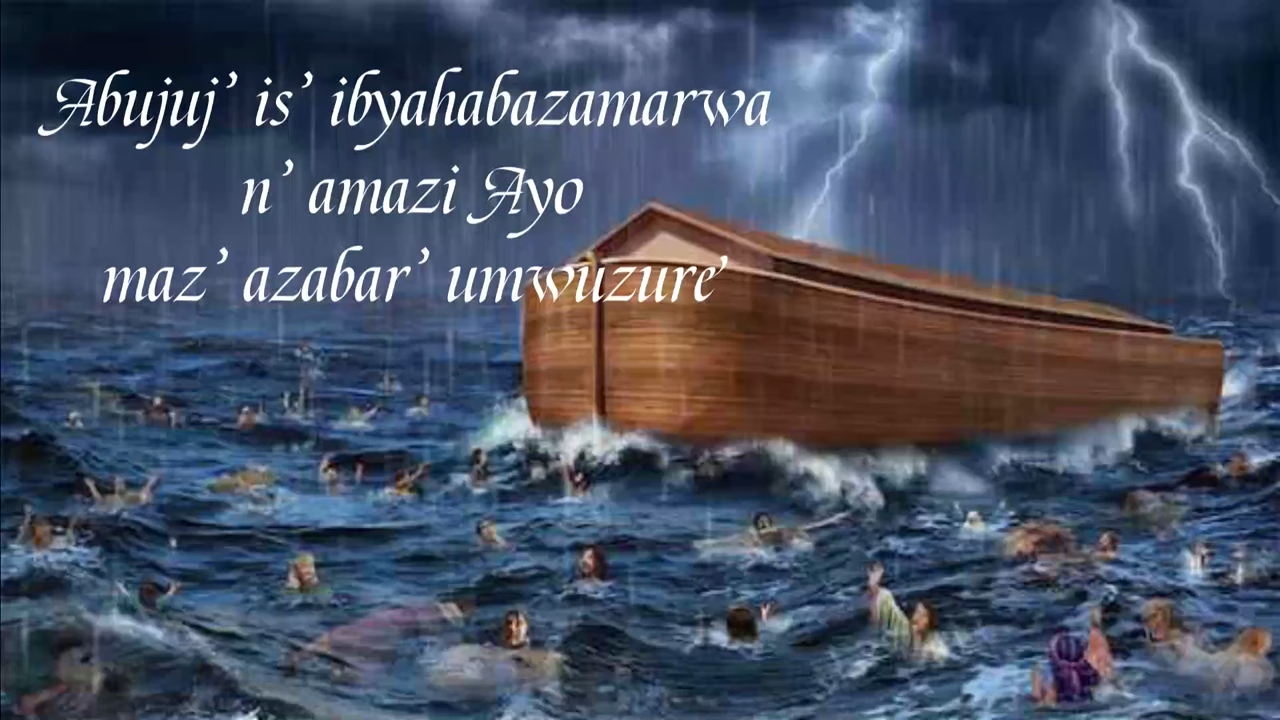 Abujuj’ is’ ibyahabazamarwa
n’ amazi Ayo
maz’ azabar’ umwuzure’